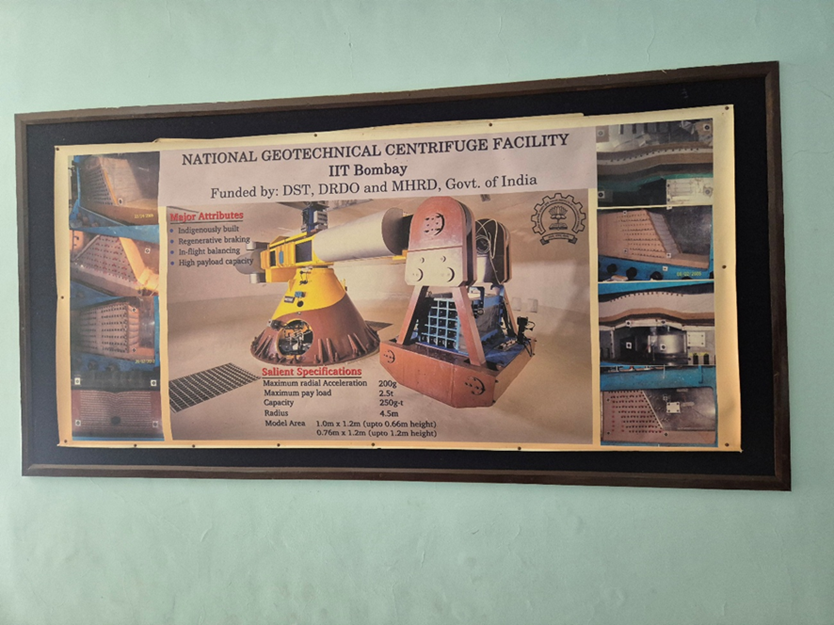 NATIONAL GEOTECHNICAL CENTRIFUGE FACILITY
IIT Bombay
Funded by: DST, DRDO and MHRD, Govt. of India
Major Attributes
Indigenously built
Regenerative braking
In-flight balancing
High payload capacity
Salient Specifications
Maximum radial Acceleration 200g
Maximum pay load 2.5t
Capacity 250g-t
Radius 4.5m
Model Area 1.0m x 1.2m (upto 0.66m height)
0.76m x 1.2m (upto 1.2m height)